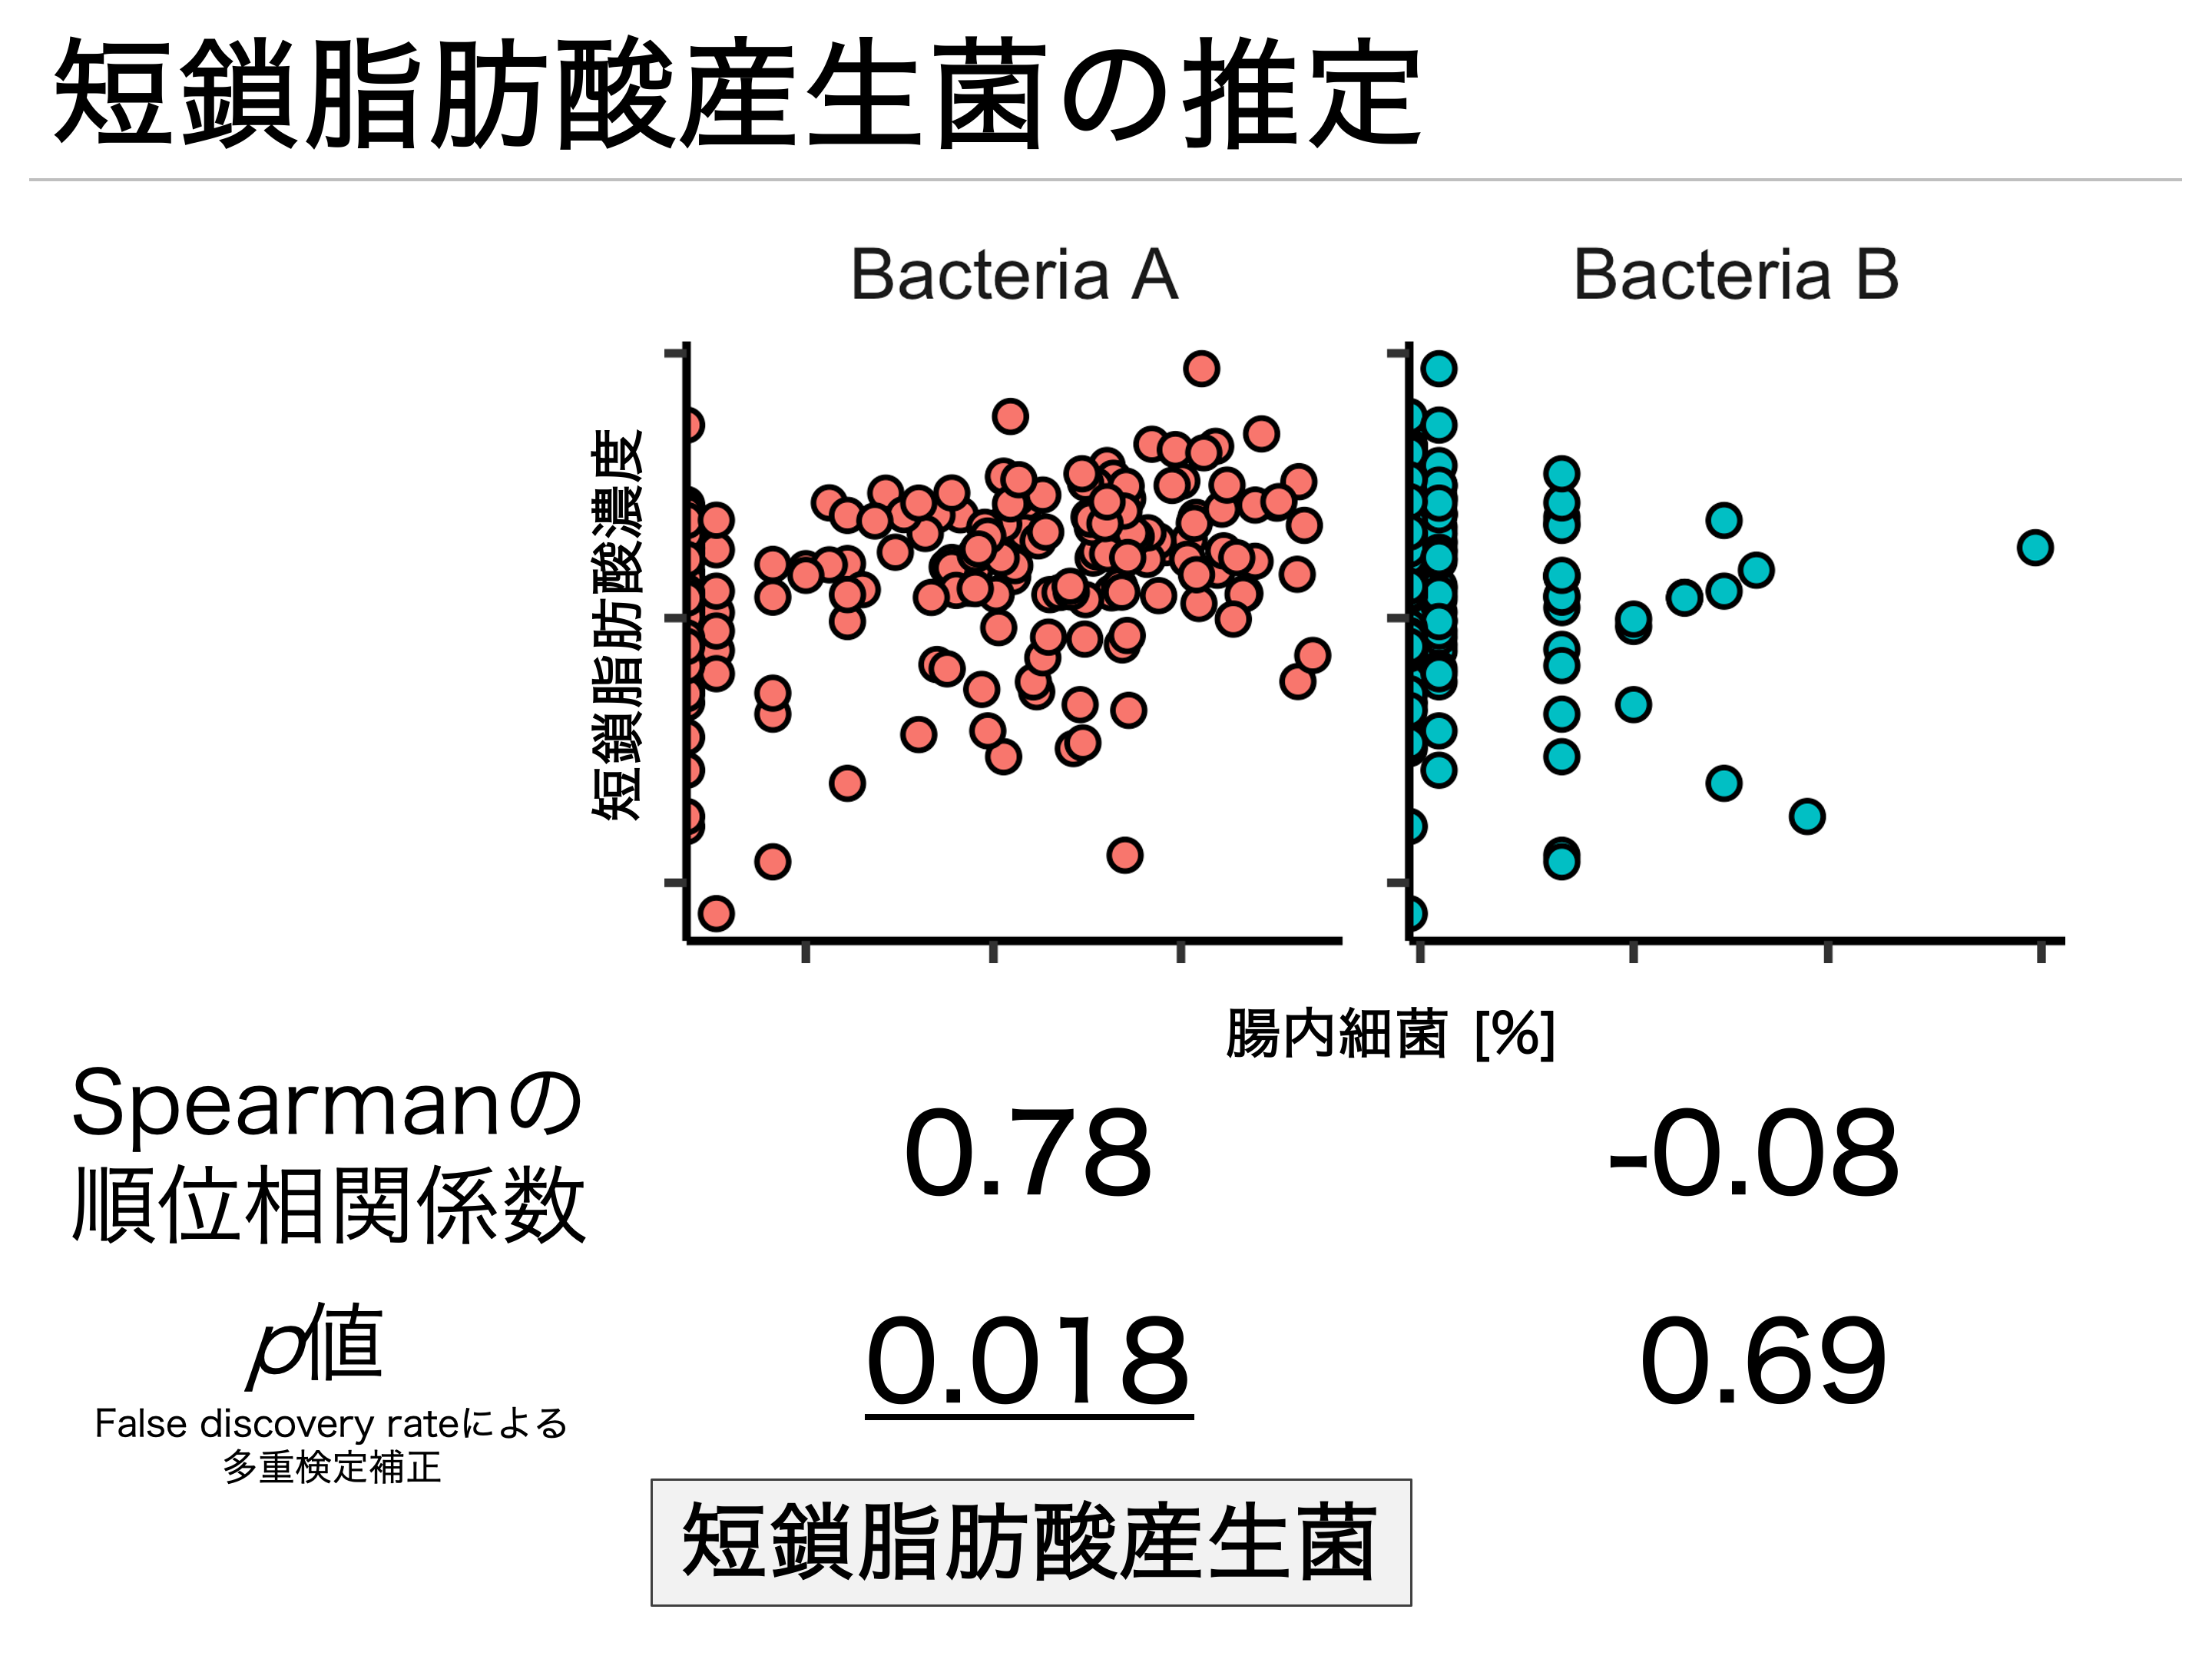 短鎖脂肪酸産生菌の推定
Bacteria A
Bacteria B
短鎖脂肪酸濃度
腸内細菌 [%]
Spearmanの
順位相関係数
0.78
-0.08
p値
False discovery rateによる
多重検定補正
0.018
0.69
短鎖脂肪酸産生菌